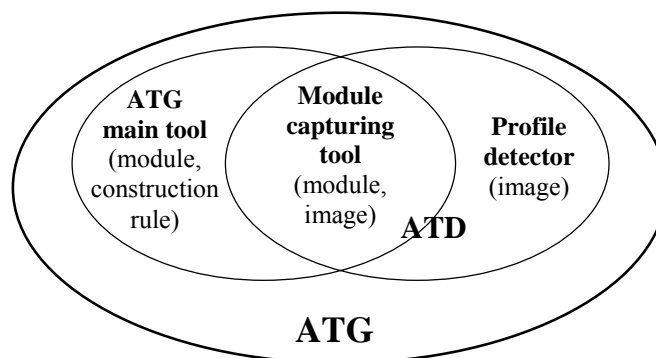 ATG
main tool
(module,
construction
rule)
Module
capturing
tool
(module,
image)
Profile
detector
(image)
ATD
ATG